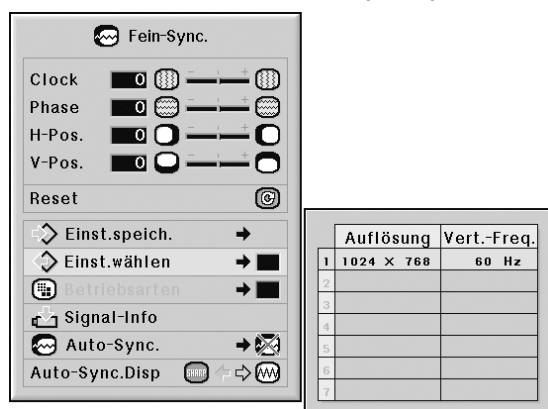 Fein-Sync.
Clock 0 - +
Phase 0 - +
H-Pos. 0 - +
V-Pos. 0 - +
Reset
Einst.speich.
Einst.wählen
Betriebsarten
Signal-Info
Auto-Sync.
Auto-Sync.Disp SHARP
Auflösung Vert.-Freq.
1 1024 × 768 60 Hz
2
3
4
5
6
7